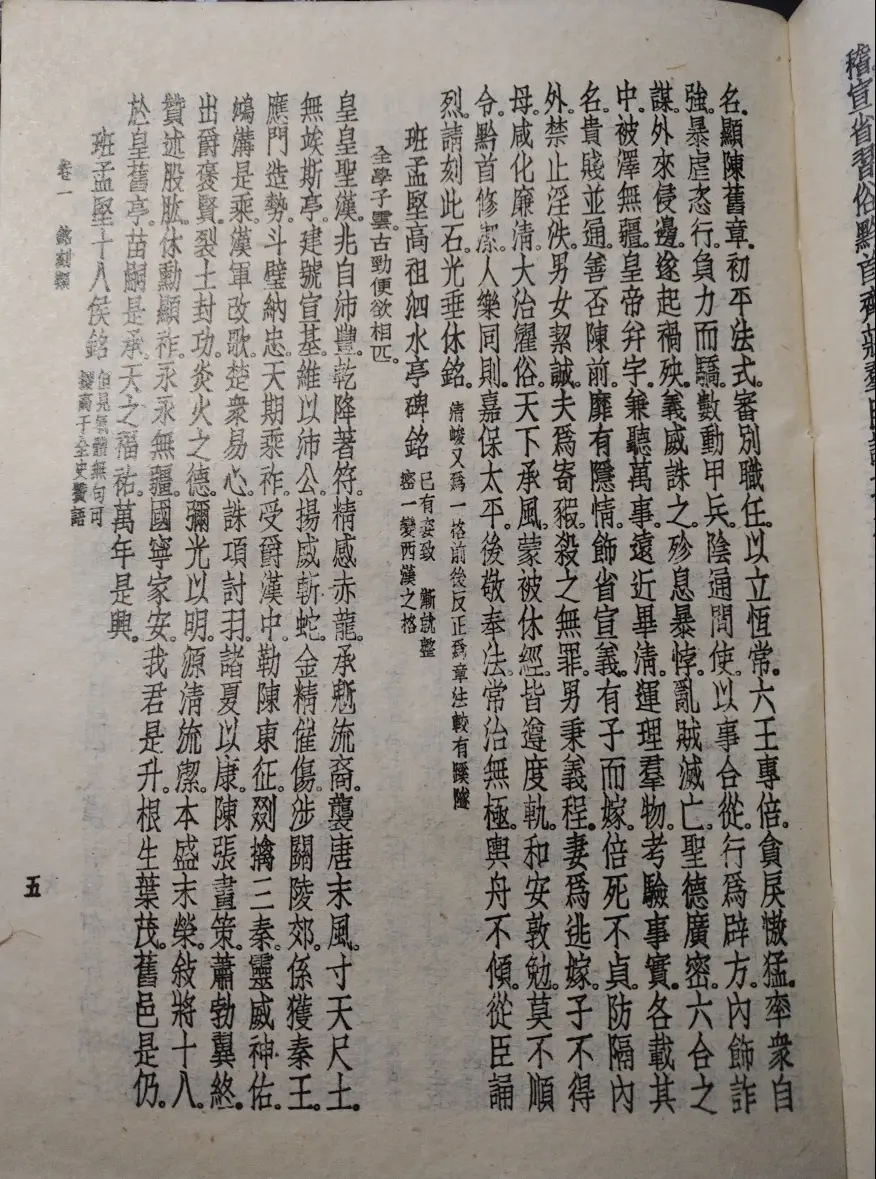 稽宣省習俗黔首齊莊羣臣誦
名。顯陳舊章。初平法式。審別職任。以立恆常。六王專倍。貪戾慠猛。率衆自
強。暴虐恣行。負力而驕。數動甲兵。陰通間使。以事合從。行爲辟方。內飾詐
謀。外來侵邊。遂起禍殃。義威誅之。殄息暴悖。亂賊滅亡。聖德廣密。六合之
中。被澤無疆。皇帝幷宇。兼聽萬事。遠近畢清。運理羣物。考驗事實。各載其
名。貴賤並通。善否陳前。靡有隱情。飾省宣義。有子而嫁。倍死不貞。防隔內
外。禁止淫泆。男女絜誠。夫爲寄豭。殺之無罪。男秉義程。妻爲逃嫁。子不得
母。咸化廉清。大治濯俗。天下承風。蒙被休經。皆遵度軌。和安敦勉。莫不順
令。黔首修潔。人樂同則。嘉保太平。後敬奉法。常治無極。輿舟不傾。從臣誦
烈。請刻此石。光垂休銘。清峻又爲一格前後反正爲章法較有蹊隧
班孟堅高祖泗水亭碑銘 已有姿致 漸就整
密一變西漢之格
全學子雲古勁便欲相匹。
皇皇聖漢。兆自沛豐。乾降著符。精感赤龍。承魁流裔。襲唐末風。寸天尺土。
無竢斯亭。建號宣基。維以沛公。揚威斬蛇。金精催傷。涉關陵郊。係獲秦王。
應門造勢。斗璧納忠。天期乘祚。受爵漢中。勒陳東征。剟擒三秦。靈威神佑。
鴻溝是乘。漢軍改歌。楚衆易心。誅項討羽。諸夏以康。陳張畫策。蕭勃翼終。
出爵褒賢。裂土封功。炎火之德。彌光以明。源清流潔。本盛末榮。敍將十八。
贊述股肱。休勳顯祚。永永無疆。國寧家安。我君是升。根生葉茂。舊邑是仍。
於皇舊亭。苗嗣是承。天之福祐。萬年是興。
班孟堅十八侯銘 但見氣體無句可
擬高于全史贊語
卷一 銘刻類
五